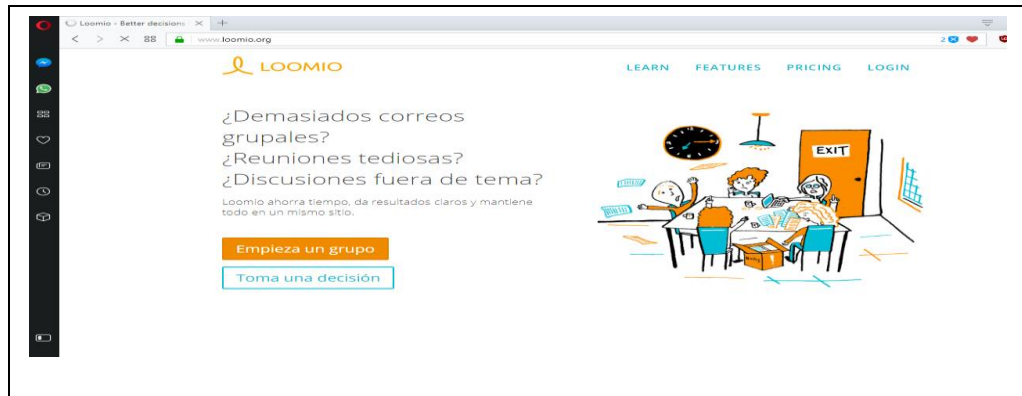 Loomio - Better decisions
www.loomio.org
2
LOOMIO
LEARN FEATURES PRICING LOGIN
¿Demasiados correos
grupales?
¿Reuniones tediosas?
¿Discusiones fuera de tema?
Loomio ahorra tiempo, da resultados claros y mantiene
todo en un mismo sitio.
Empieza un grupo
Toma una decisión
EXIT